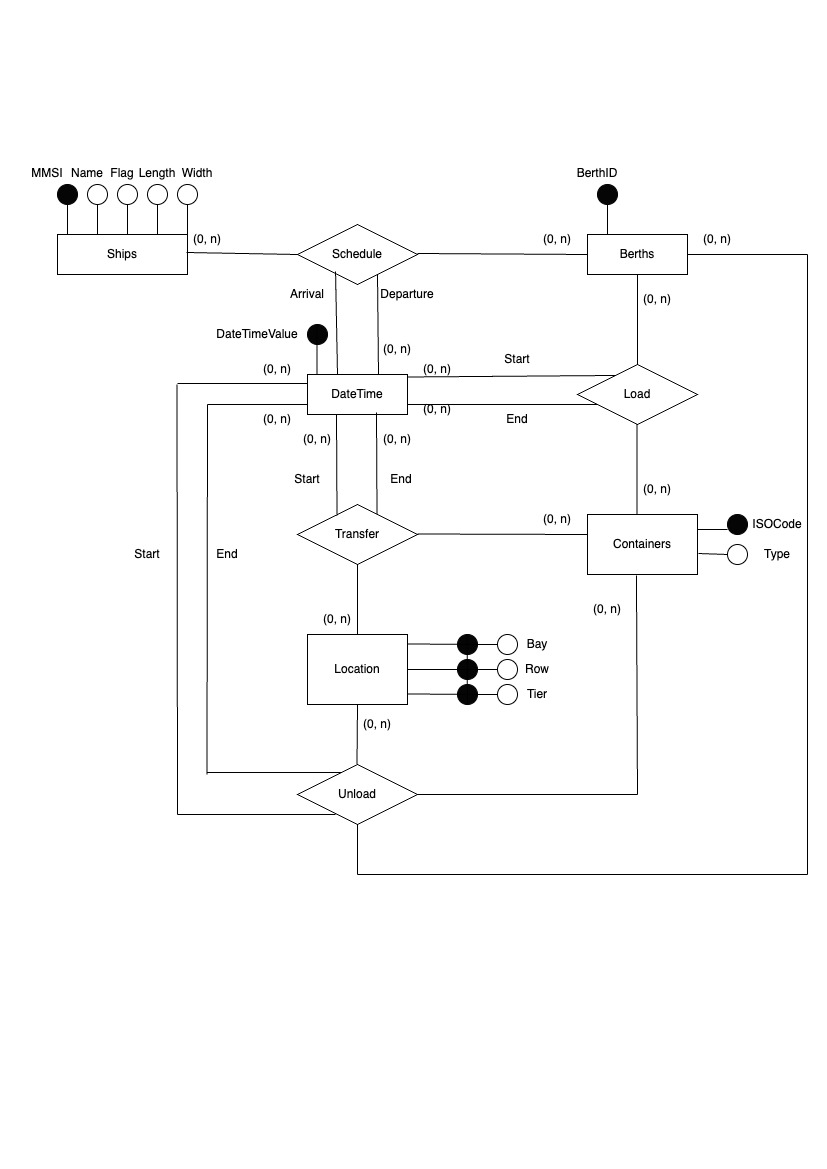 MMSI Name Flag Length Width
BerthID
(0, n)
(0, n)
(0, n)
Ships
Schedule
Berths
Arrival
Departure
(0, n)
DateTimeValue
(0, n)
Start
(0, n)
(0, n)
DateTime
Load
(0, n)
(0, n)
End
(0, n)
(0, n)
Start
End
(0, n)
(0, n)
ISOCode
Transfer
Containers
Start
End
Type
(0, n)
(0, n)
Bay
Location
Row
Tier
(0, n)
Unload